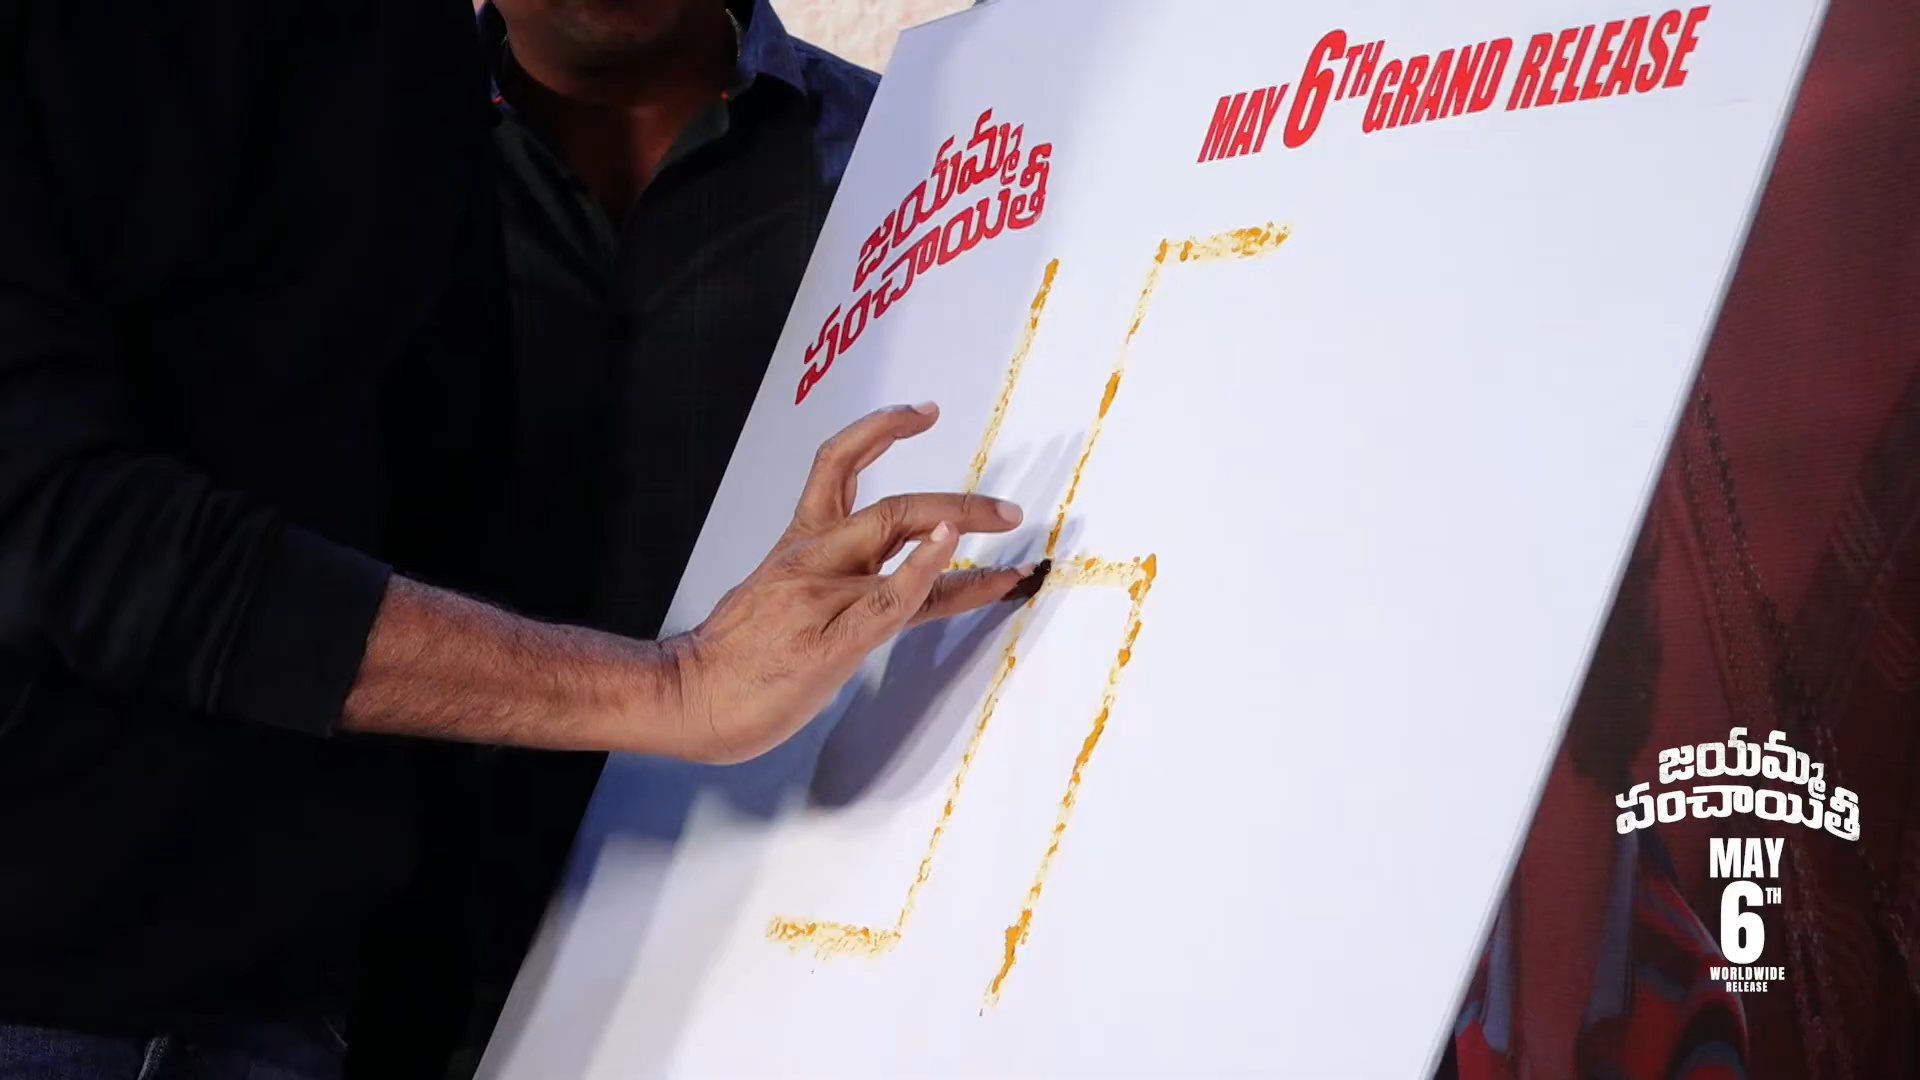 MAY 6TH GRAND RELEASE
జయమ్మ
పంచాయితీ
జయమ్మ
పంచాయితీ
MAY
6TH
WORLDWIDE
RELEASE